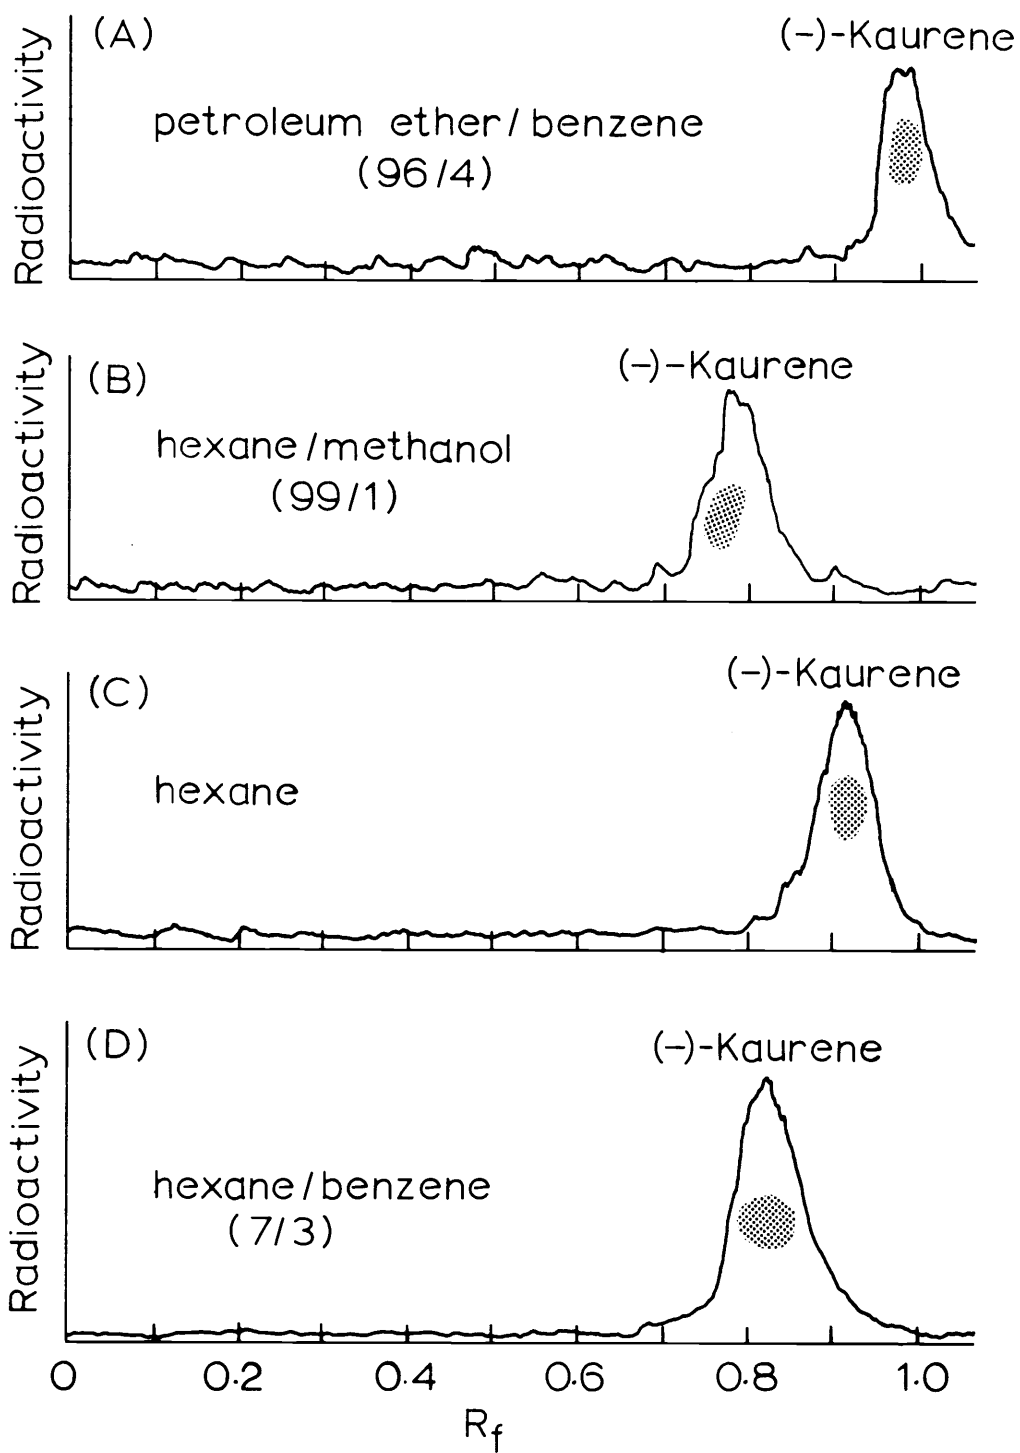 (A)
(−)-Kaurene
petroleum ether/benzene
(96/4)
Radioactivity
(B)
(−)-Kaurene
hexane/methanol
(99/1)
Radioactivity
(C)
(−)-Kaurene
hexane
Radioactivity
(D)
(−)-Kaurene
hexane/benzene
(7/3)
Radioactivity
0 0·2 0·4 0·6 0·8 1·0
Rf